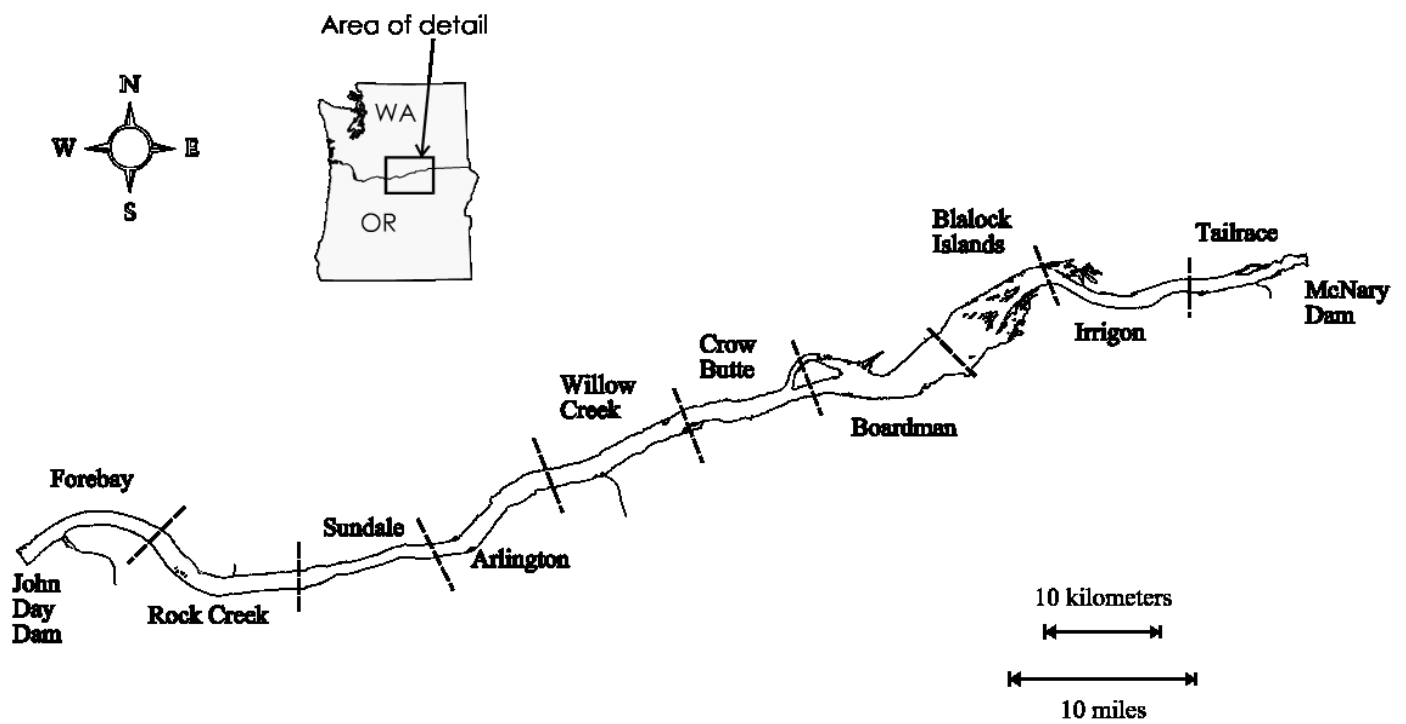 Area of detail
N
W
E
S
WA
OR
Blalock
Islands
Tailrace
McNary
Dam
Irrigon
Crow
Butte
Boardman
Willow
Creek
Forebay
Sundale
Arlington
John
Day
Dam
Rock Creek
10 kilometers
10 miles